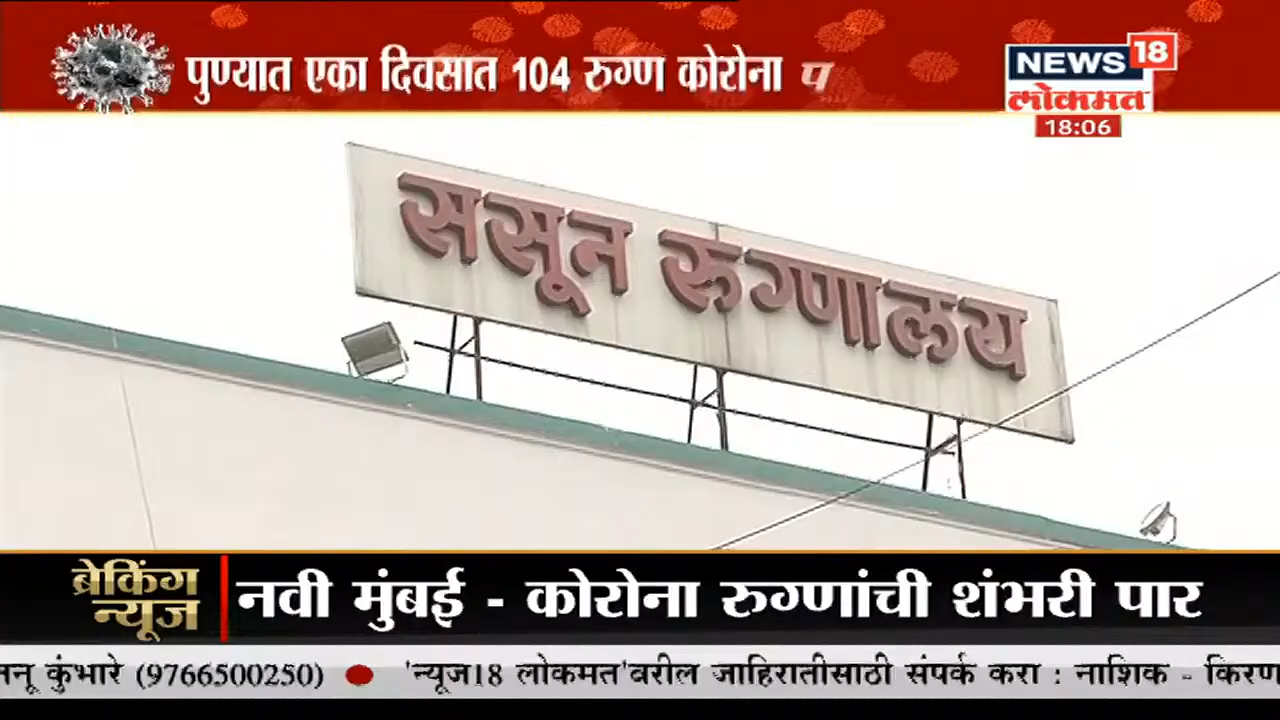 पुण्यात एका दिवसात 104 रुग्ण कोरोना प
NEWS 18
लोकमत
18:06
ससून रुग्णालय
ब्रेकिंग
न्यूज
नवी मुंबई - कोरोना रुग्णांची शंभरी पार
कुंभारे (9766500250) ● 'न्यूज18 लोकमत'वरील जाहिरातीसाठी संपर्क करा : नाशिक - किरण